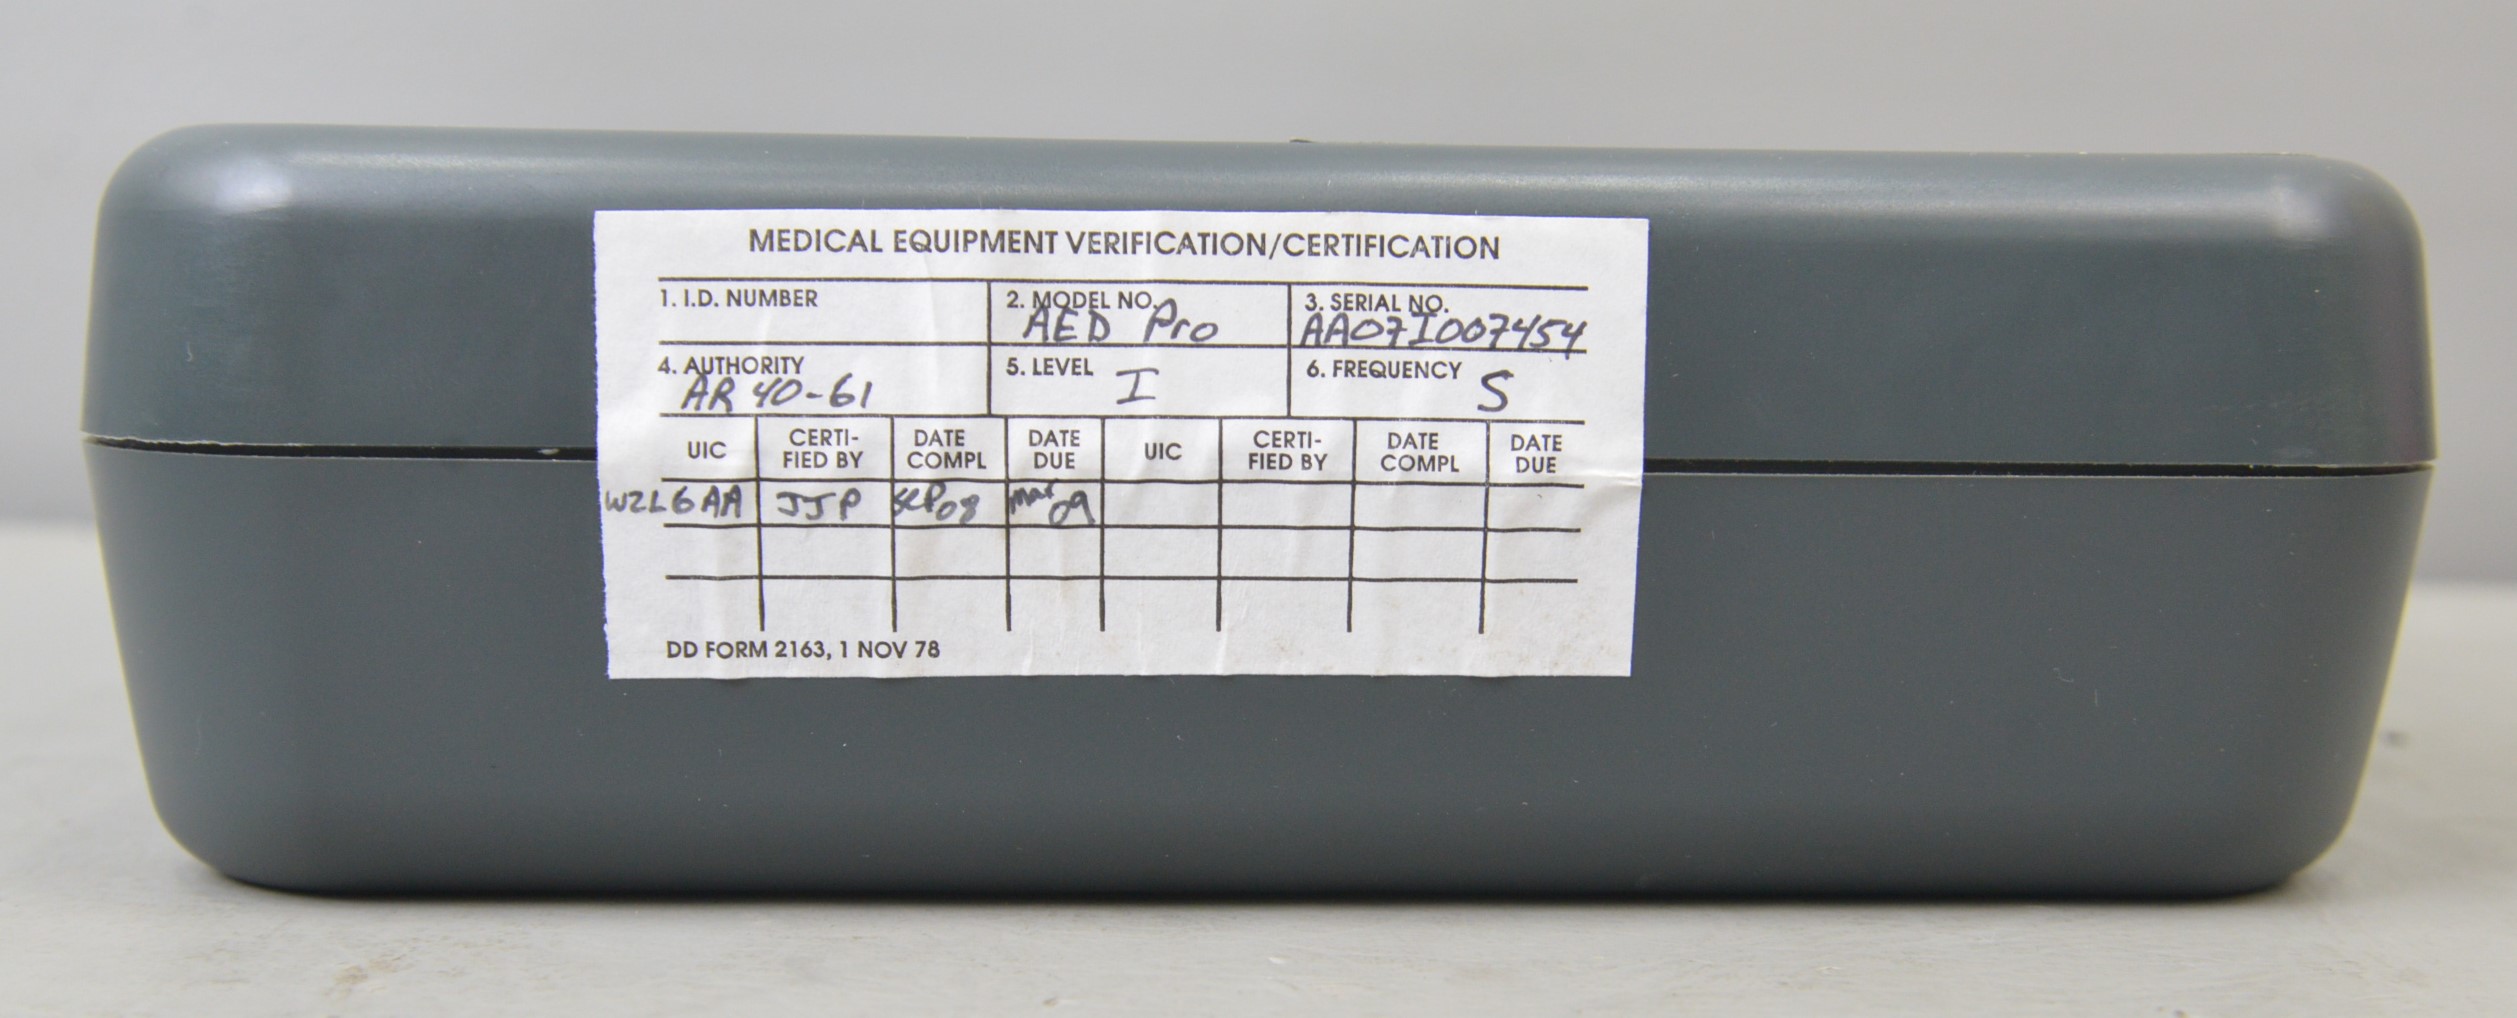 MEDICAL EQUIPMENT VERIFICATION/CERTIFICATION
1. I.D. NUMBER 2. MODEL NO. 3. SERIAL NO.
AED Pro AA07I007454
4. AUTHORITY 5. LEVEL I 6. FREQUENCY S
AR 40-61
UIC CERTI- DATE DATE UIC CERTI- DATE DATE
FIED BY COMPL DUE FIED BY COMPL DUE
W2L6AA JJP SEP08 Mar 09
DD FORM 2163, 1 NOV 78